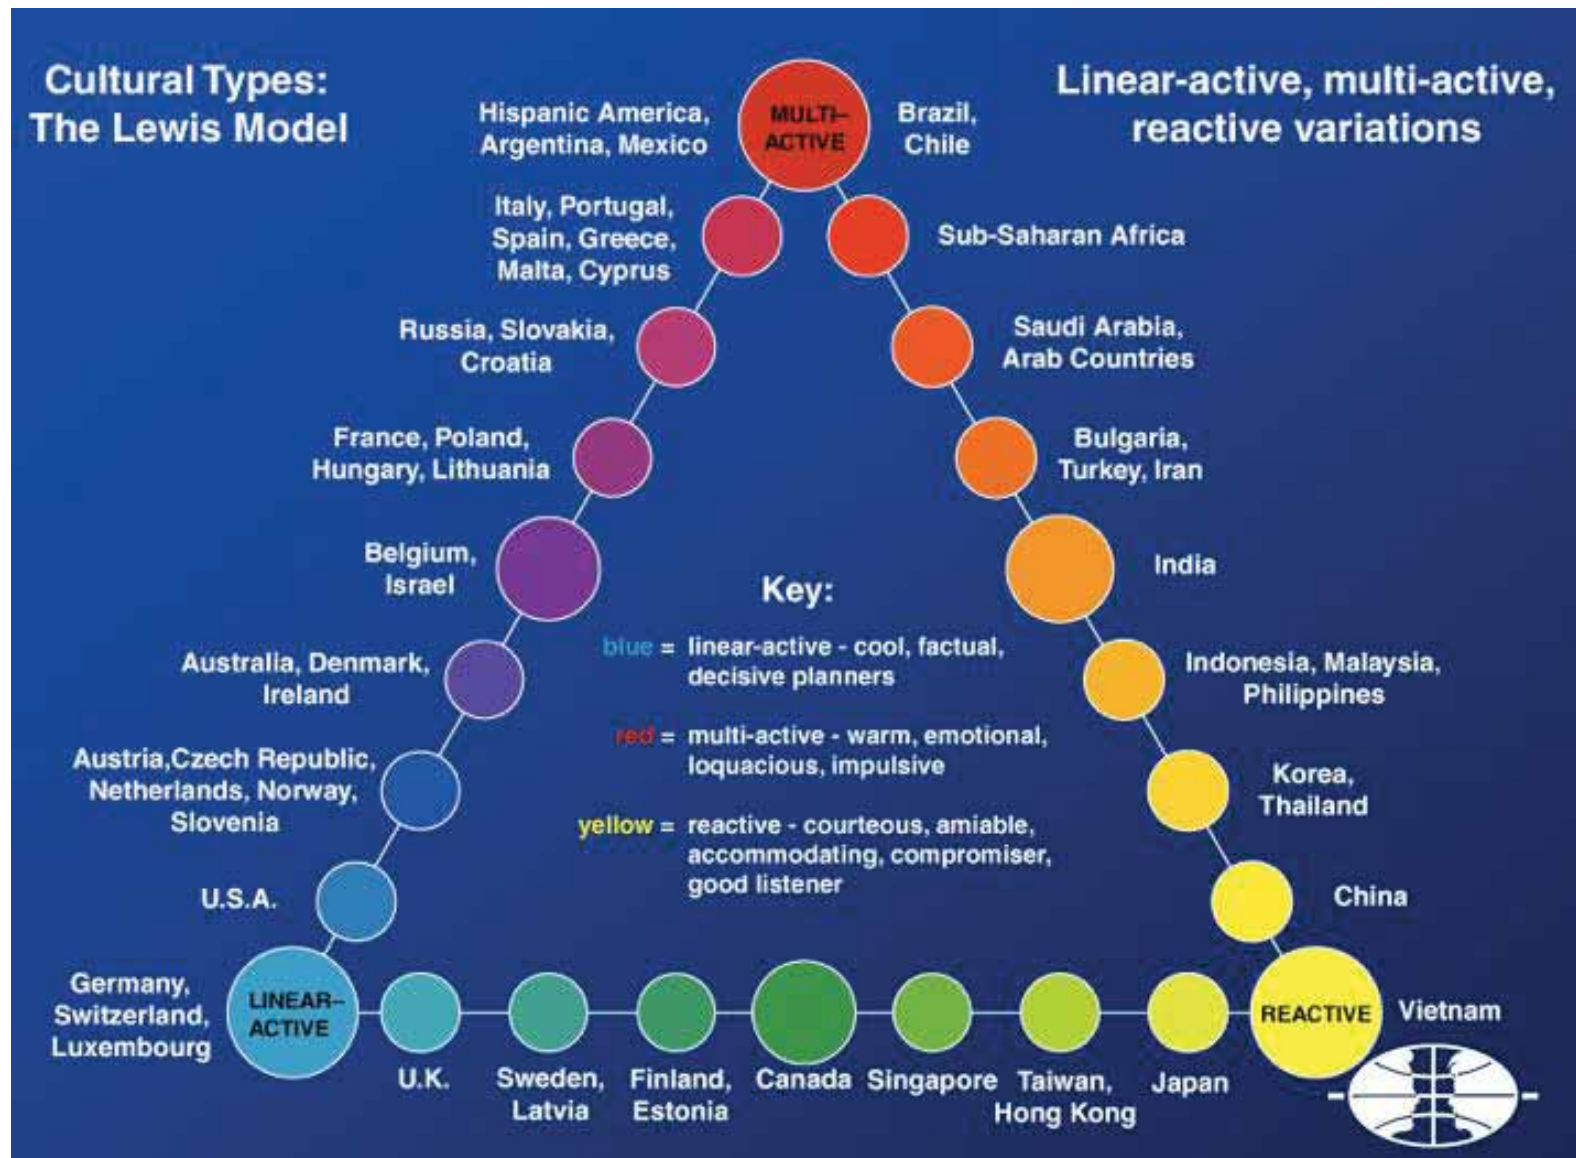 Cultural Types:
The Lewis Model
Linear-active, multi-active,
reactive variations
MULTI–
ACTIVE
Hispanic America,
Argentina, Mexico
Brazil,
Chile
Italy, Portugal,
Spain, Greece,
Malta, Cyprus
Sub-Saharan Africa
Russia, Slovakia,
Croatia
Saudi Arabia,
Arab Countries
France, Poland,
Hungary, Lithuania
Bulgaria,
Turkey, Iran
Belgium,
Israel
India
Key:
blue = linear-active - cool, factual,
decisive planners
red = multi-active - warm, emotional,
loquacious, impulsive
yellow = reactive - courteous, amiable,
accommodating, compromiser,
good listener
Australia, Denmark,
Ireland
Indonesia, Malaysia,
Philippines
Austria,Czech Republic,
Netherlands, Norway,
Slovenia
Korea,
Thailand
U.S.A.
China
Germany,
Switzerland,
Luxembourg
LINEAR–
ACTIVE
REACTIVE
Vietnam
U.K.
Sweden,
Latvia
Finland,
Estonia
Canada
Singapore
Taiwan,
Hong Kong
Japan